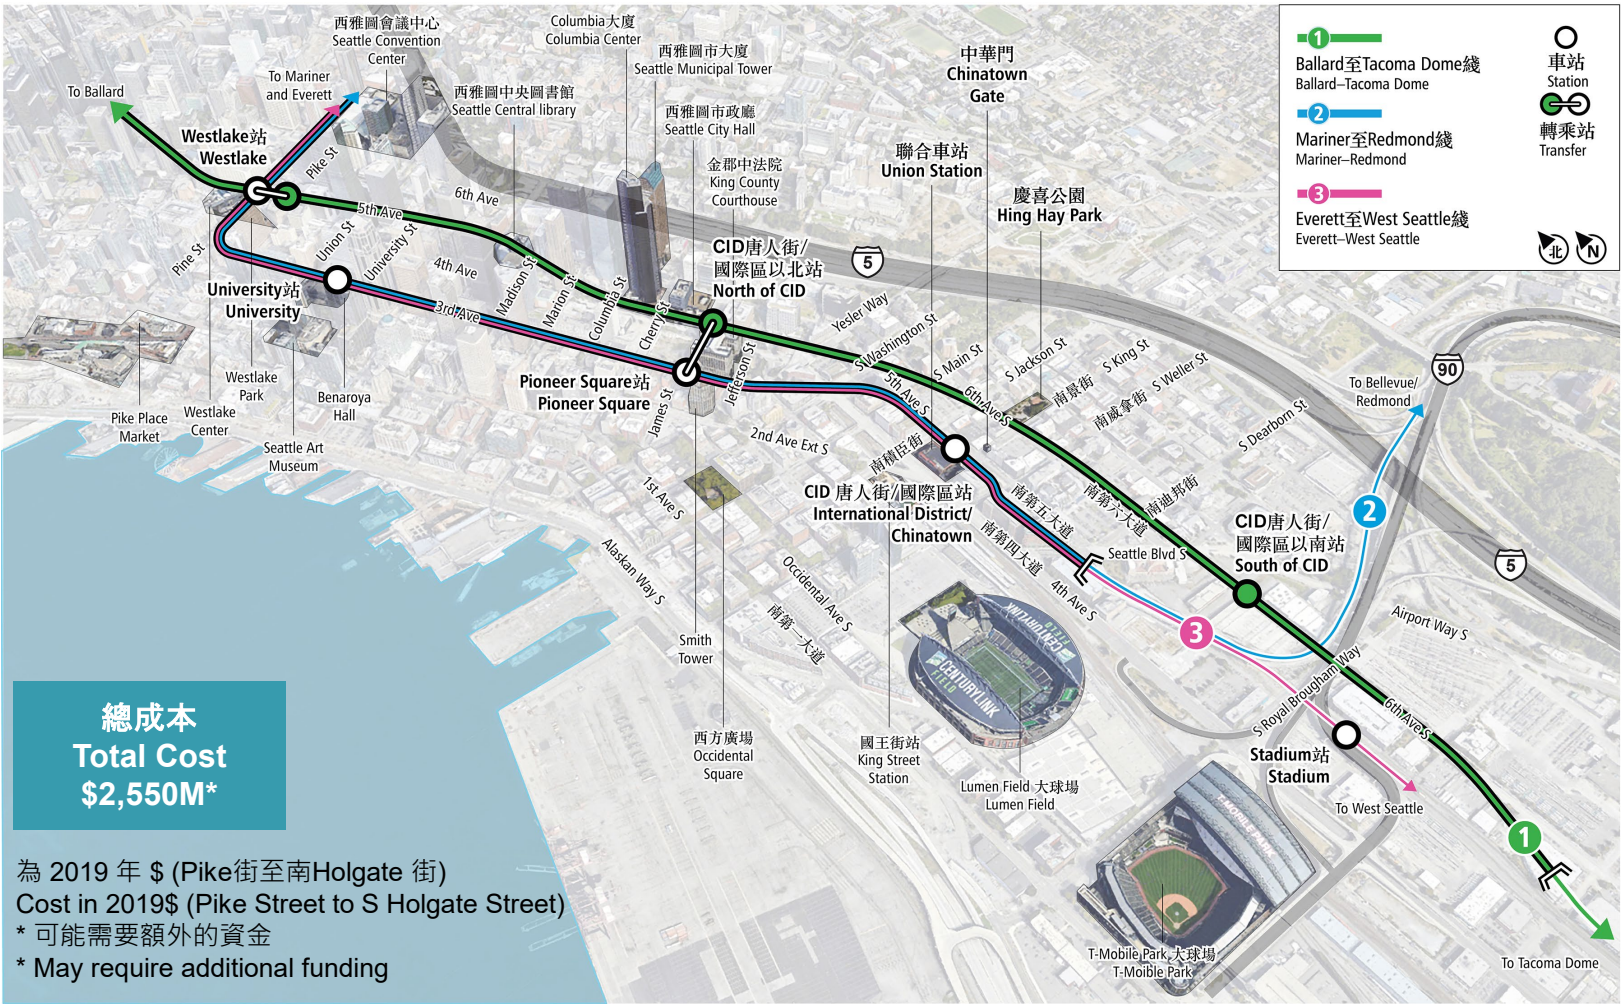 西雅圖會議中心
Seattle Convention
Center
Columbia大廈
Columbia Center
西雅圖市大廈
Seattle Municipal Tower
中華門
Chinatown
Gate
To Ballard
To Mariner
and Everett
西雅圖中央圖書館
Seattle Central library
西雅圖市政廳
Seattle City Hall
金郡中法院
King County
Courthouse
聯合車站
Union Station
慶喜公園
Hing Hay Park
1
Ballard至Tacoma Dome綫
Ballard–Tacoma Dome
2
Mariner至Redmond綫
Mariner–Redmond
3
Everett至West Seattle綫
Everett–West Seattle
車站
Station
轉乘站
Transfer
北
N
Westlake站
Westlake
Pike St
5th Ave
6th Ave
Pine St
Union St
University St
4th Ave
3rd Ave
Madison St
Marion St
Columbia St
Cherry St
CID唐人街/
國際區以北站
North of CID
5
University站
University
Yesler Way
S Washington St
S Main St
S Jackson St
S King St
S Weller St
90
To Bellevue/
Redmond
Pike Place
Market
Westlake
Center
Westlake
Park
Seattle Art
Museum
Benaroya
Hall
Pioneer Square站
Pioneer Square
James St
Jefferson St
5th Ave S
6th Ave S
南景街
南威拿街
S Dearborn St
2nd Ave Ext S
南積臣街
1st Ave S
CID 唐人街/國際區站
International District/
Chinatown
南第五大道
南第六大道
南迪邦街
南第四大道
Seattle Blvd S
4th Ave S
CID唐人街/
國際區以南站
South of CID
2
5
Alaskan Way S
Occidental Ave S
南第一大道
Smith
Tower
CENTURYLINK
FIELD
CENTURYLINK
FIELD
3
Airport Way S
S Royal Brougham Way
6th Ave S
西方廣場
Occidental
Square
國王街站
King Street
Station
Lumen Field 大球場
Lumen Field
Stadium站
Stadium
To West Seattle
T-MOBILE PARK
1
T-Mobile Park 大球場
T-Moible Park
To Tacoma Dome
總成本
Total Cost
$2,550M*
為 2019 年 $ (Pike街至南Holgate 街)
Cost in 2019$ (Pike Street to S Holgate Street)
* 可能需要額外的資金
* May require additional funding